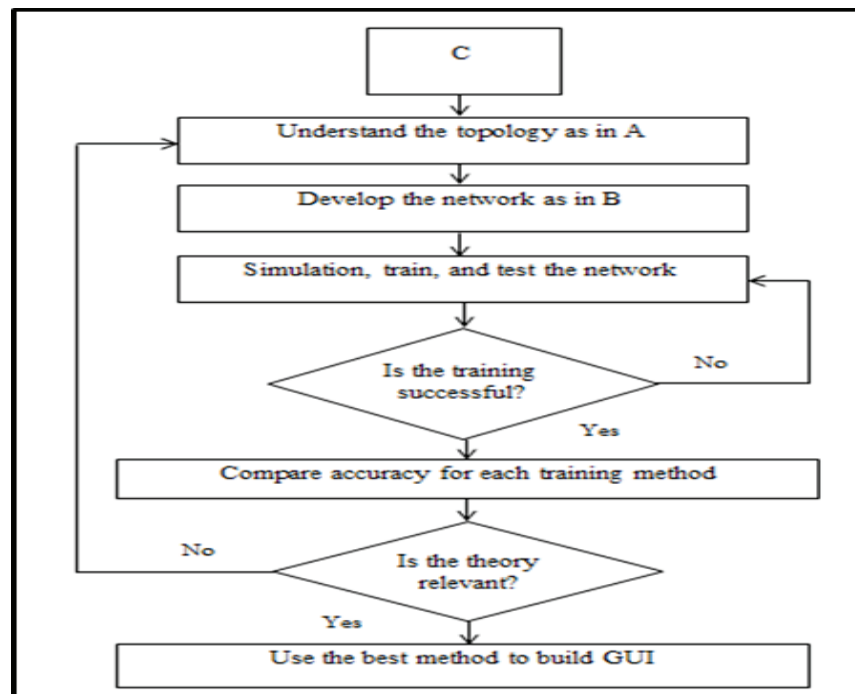 C
Understand the topology as in A
Develop the network as in B
Simulation, train, and test the network
Is the training
successful?
No
Yes
Compare accuracy for each training method
Is the theory
relevant?
No
Yes
Use the best method to build GUI